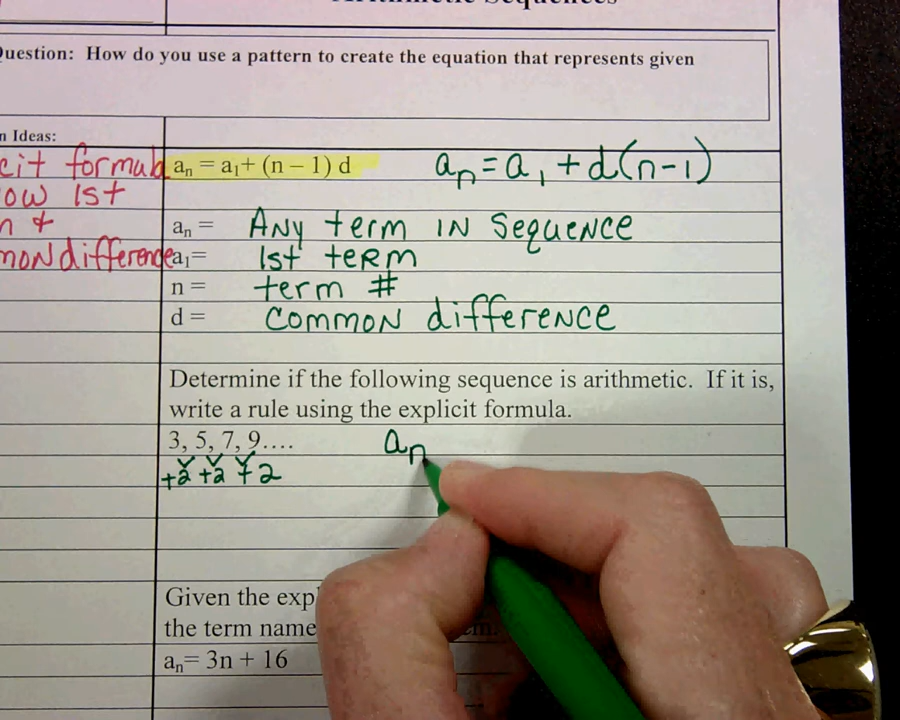 Arithmetic Sequences
Question: How do you use a pattern to create the equation that represents given
n Ideas:
cit formula aₙ = a₁ + (n – 1) d aₙ = a₁ + d(n-1)
ow 1st
n & aₙ = Any term in Sequence
mon difference a₁= 1st term
n = term #
d = Common difference
Determine if the following sequence is arithmetic. If it is,
write a rule using the explicit formula.
3, 5, 7, 9.... aₙ
+2 +2 +2
Given the expl
the term name
aₙ= 3n + 16